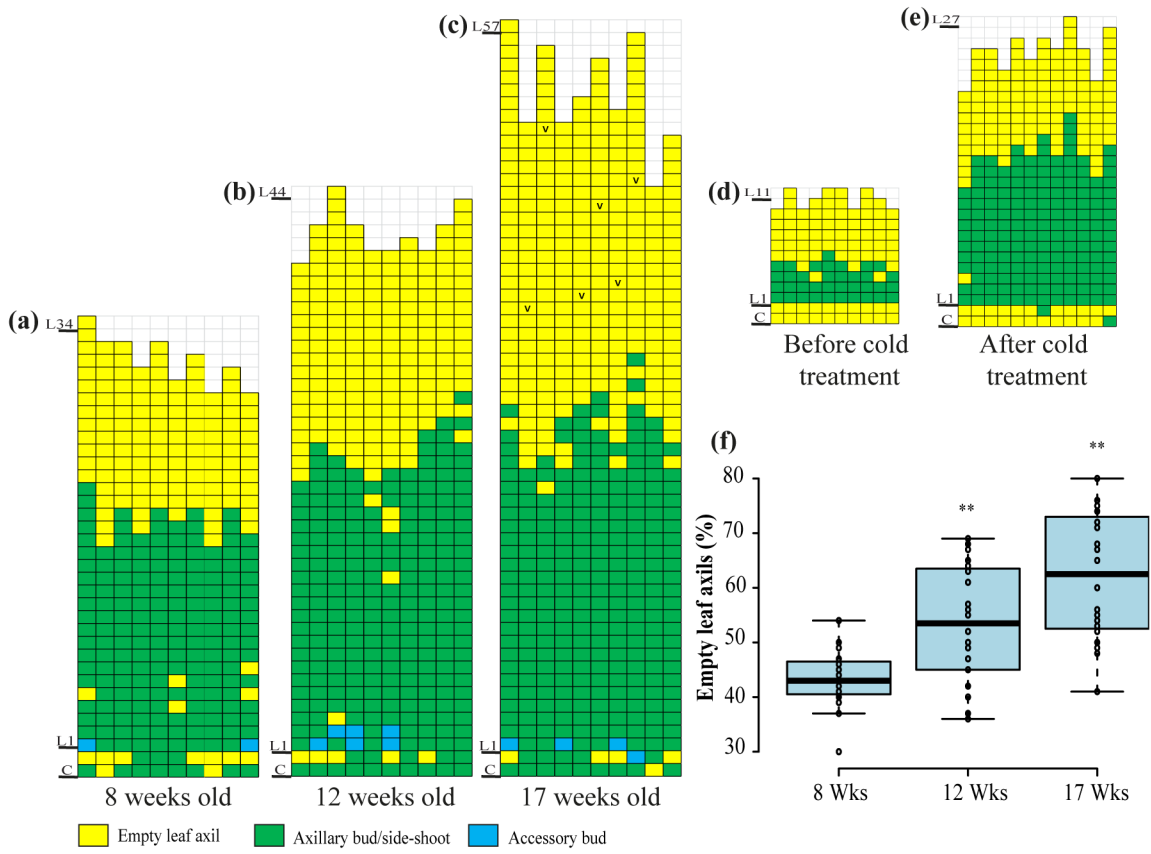 (a)
L34
L1
C
8 weeks old
(b)
L44
L1
C
12 weeks old
(c)
L57
v
v
v
v
v
v
L1
C
17 weeks old
(d)
L11
L1
C
Before cold
treatment
(e)
L27
L1
C
After cold
treatment
(f)
Empty leaf axils (%)
80
70
60
50
40
30
**
**
8 Wks
12 Wks
17 Wks
Empty leaf axil
Axillary bud/side-shoot
Accessory bud